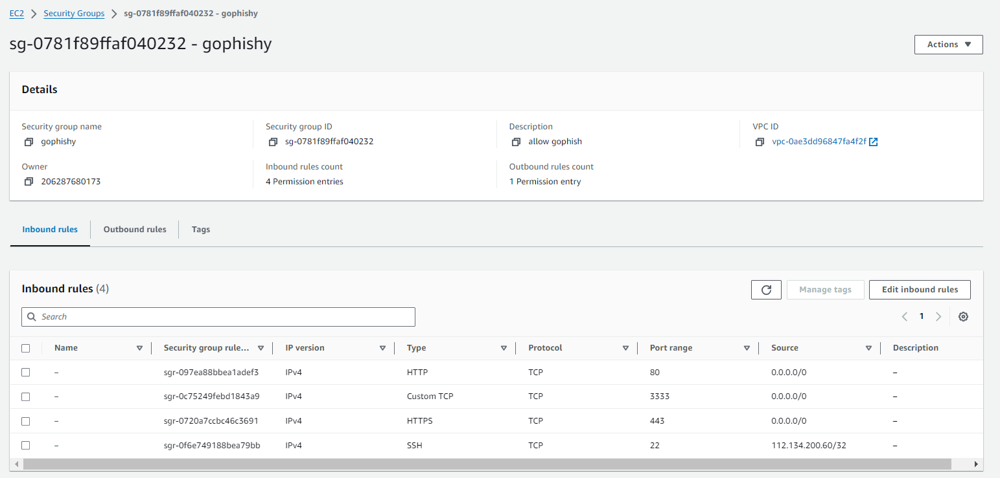 EC2 > Security Groups > sg-0781f89ffaf040232 - gophishy
sg-0781f89ffaf040232 - gophishy
Actions
Details
Security group name
gophishy
Security group ID
sg-0781f89ffaf040232
Description
allow gophish
VPC ID
vpc-0ae3dd96847fa4f2f
Owner
206287680173
Inbound rules count
4 Permission entries
Outbound rules count
1 Permission entry
Inbound rules Outbound rules Tags
Inbound rules (4)
Manage tags
Edit inbound rules
Search
1
Name Security group rule... IP version Type Protocol Port range Source Description
– sgr-097ea88bbea1adef3 IPv4 HTTP TCP 80 0.0.0.0/0 –
– sgr-0c75249febd1843a9 IPv4 Custom TCP TCP 3333 0.0.0.0/0 –
– sgr-0720a7ccbc46c3691 IPv4 HTTPS TCP 443 0.0.0.0/0 –
– sgr-0f6e749188bea79bb IPv4 SSH TCP 22 112.134.200.60/32 –